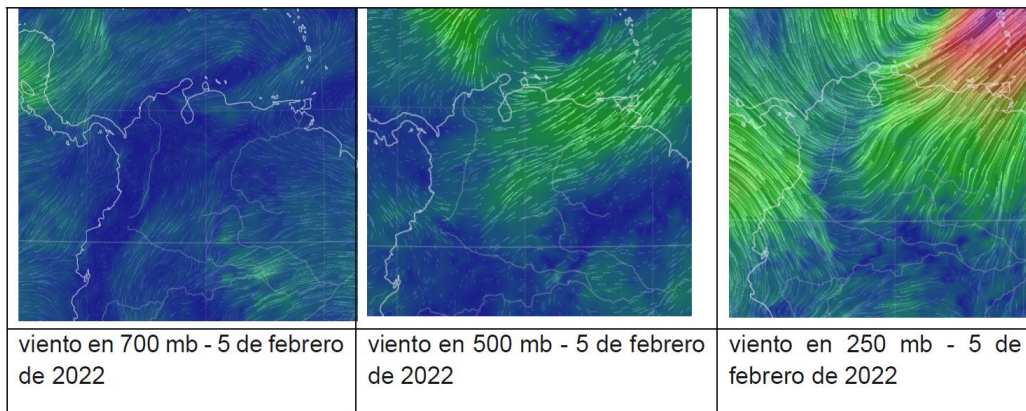 viento en 700 mb - 5 de febrero
de 2022
viento en 500 mb - 5 de febrero
de 2022
viento en 250 mb - 5 de
febrero de 2022